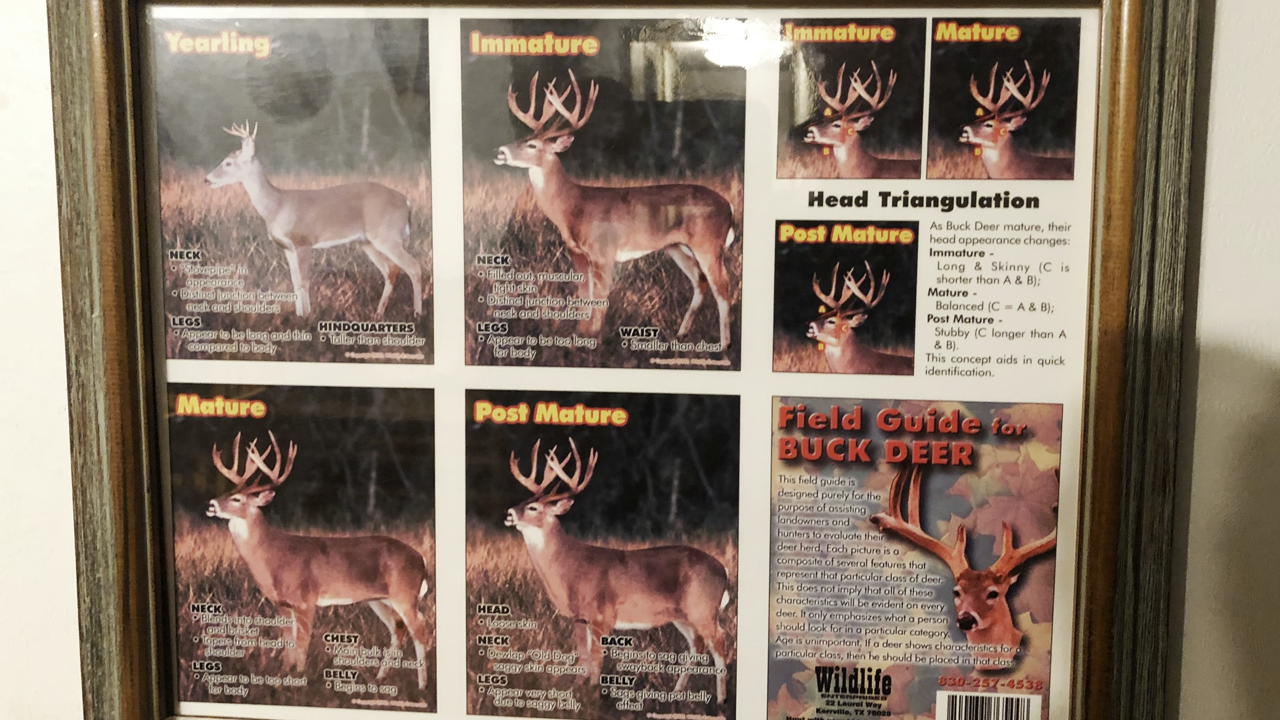 Yearling
NECK
• "Stovepipe" in
appearance
• Distinct junction between
neck and shoulders
LEGS
• Appear to be long and thin
compared to body
HINDQUARTERS
• Taller than shoulder
Immature
NECK
• Filled out, muscular,
tight skin
• Distinct junction between
neck and shoulders
LEGS
• Appear to be too long
for body
WAIST
• Smaller than chest
Immature
Mature
Head Triangulation
Post Mature
As Buck Deer mature, their
head appearance changes:
Immature -
Long & Skinny (C is
shorter than A & B);
Mature -
Balanced (C = A & B);
Post Mature -
Stubby (C longer than A
& B).
This concept aids in quick
identification.
Mature
NECK
• Blends into shoulder
and brisket
• Tapers from head to
shoulder
LEGS
• Appear to be too short
for body
CHEST
• Main bulk is in
shoulders and neck
BELLY
• Begins to sag
Post Mature
HEAD
• Loose skin
NECK
• Dewlap "Old Dog"
saggy skin appears
LEGS
• Appear very short
due to saggy belly
BACK
• Begins to sag giving
swayback appearance
BELLY
• Sags giving pot belly
effect
Field Guide for
BUCK DEER
This field guide is
designed purely for the
purpose of assisting
landowners and
hunters to evaluate their
deer herd. Each picture is a
composite of several features that
represent that particular class of deer.
This does not imply that all of these
characteristics will be evident on every
deer. It only emphasizes what a person
should look for in a particular category.
Age is unimportant. If a deer shows characteristics for a
particular class, then he should be placed in that class.
Wildlife
ENTERPRISES
22 Laurel Way
Kerrville, TX 78028
830-257-4538